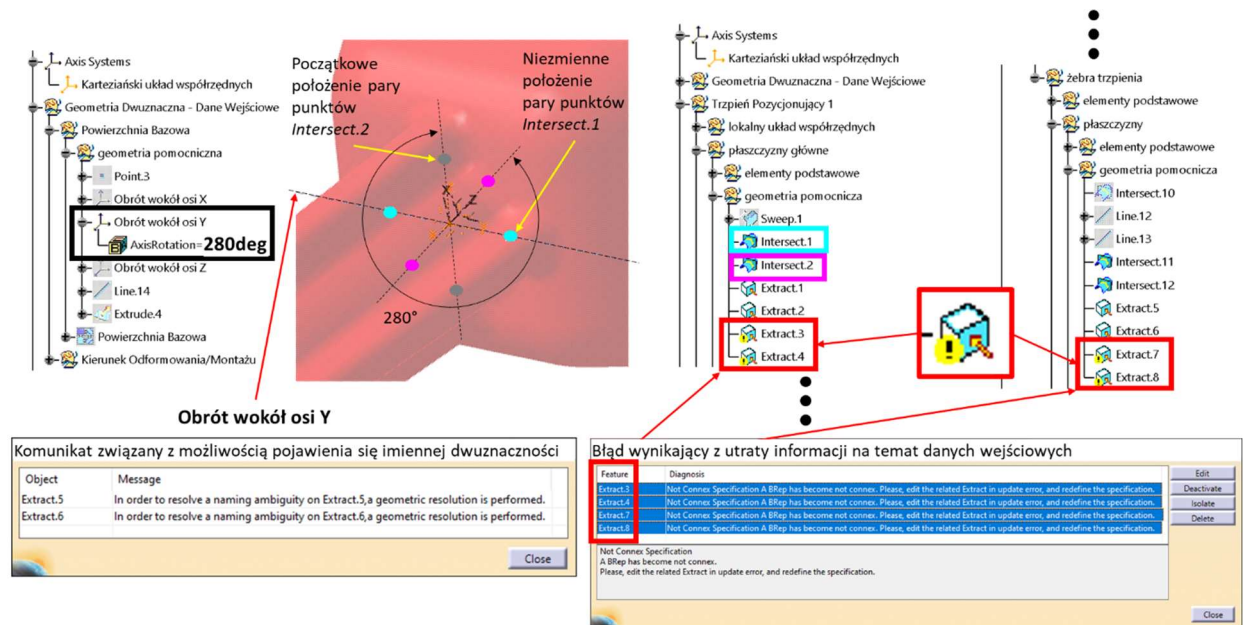 Axis Systems
Karteziański układ współrzędnych
Geometria Dwuznaczna - Dane Wejściowe
Powierzchnia Bazowa
geometria pomocniczna
Point.3
Obrót wokół osi X
Obrót wokół osi Y
AxisRotation=280deg
Obrót wokół osi Z
Line.14
Extrude.4
Powierzchnia Bazowa
Kierunek Odformowania/Montażu
Początkowe
położenie pary
punktów
Intersect.2
Niezmienne
położenie
pary punktów
Intersect.1
X
Z
280°
Obrót wokół osi Y
Axis Systems
Karteziański układ współrzędnych
Geometria Dwuznaczna - Dane Wejściowe
Trzpień Pozycjonujący 1
lokalny układ współrzędnych
płaszczyzny główne
elementy podstawowe
geometria pomocnicza
Sweep.1
Intersect.1
Intersect.2
Extract.1
Extract.2
Extract.3
Extract.4
żebra trzpienia
elementy podstawowe
płaszczyzny
elementy podstawowe
geometria pomocnicza
Intersect.10
Line.12
Line.13
Intersect.11
Intersect.12
Extract.5
Extract.6
Extract.7
Extract.8
Komunikat związany z możliwością pojawienia się imiennej dwuznaczności
Object Message
Extract.5 In order to resolve a naming ambiguity on Extract.5,a geometric resolution is performed.
Extract.6 In order to resolve a naming ambiguity on Extract.6,a geometric resolution is performed.
Close
Błąd wynikający z utraty informacji na temat danych wejściowych
Feature Diagnosis
Extract.3 Not Connex Specification A BRep has become not connex. Please, edit the related Extract in update error, and redefine the specification.
Extract.4 Not Connex Specification A BRep has become not connex. Please, edit the related Extract in update error, and redefine the specification.
Extract.7 Not Connex Specification A BRep has become not connex. Please, edit the related Extract in update error, and redefine the specification.
Extract.8 Not Connex Specification A BRep has become not connex. Please, edit the related Extract in update error, and redefine the specification.
Edit
Deactivate
Isolate
Delete
Not Connex Specification
A BRep has become not connex.
Please, edit the related Extract in update error, and redefine the specification.
Close